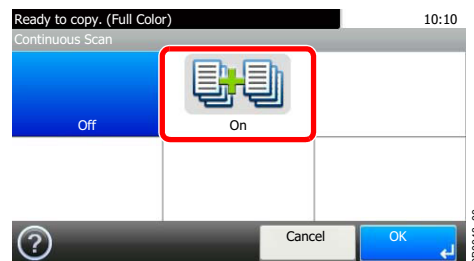 Ready to copy. (Full Color) 10:10
Continuous Scan
Off On
? Cancel OK